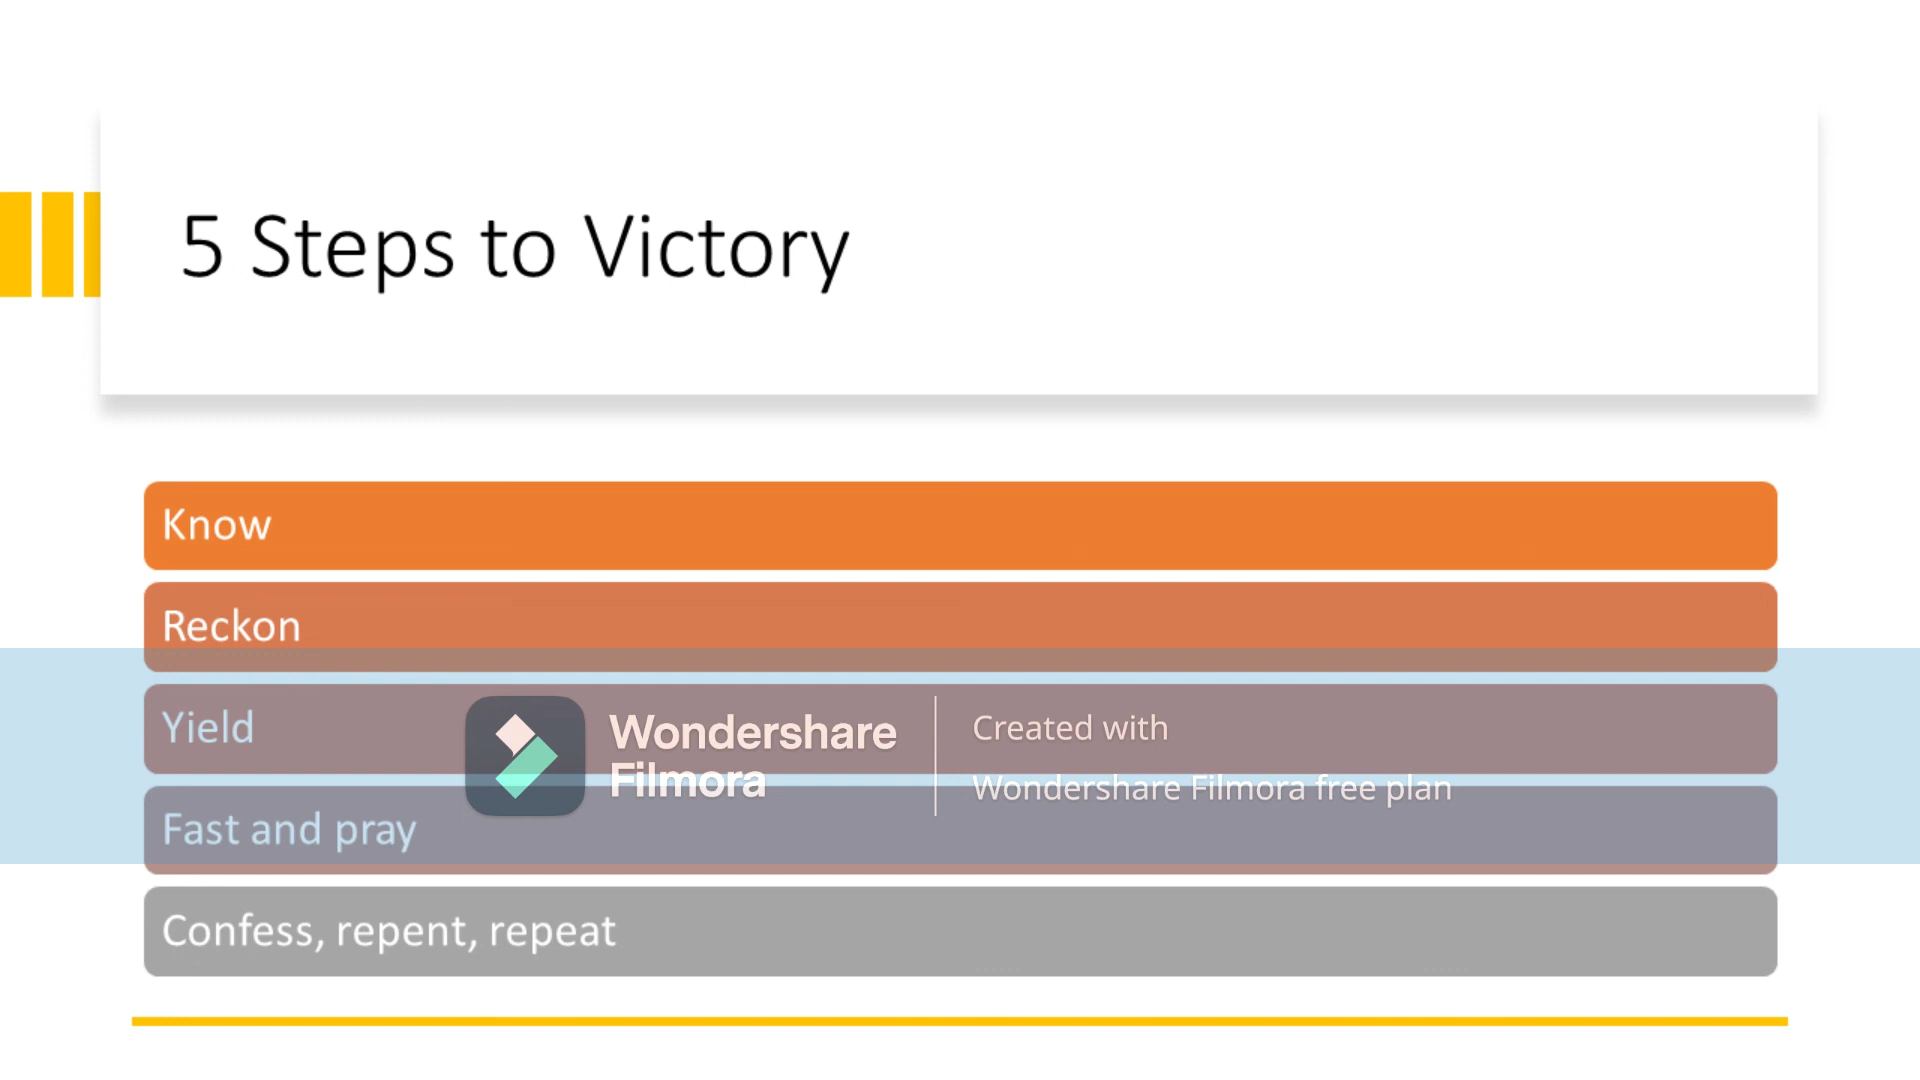 5 Steps to Victory
Know
Reckon
Yield
Wondershare
Filmora
Created with
Wondershare Filmora free plan
Fast and pray
Confess, repent, repeat